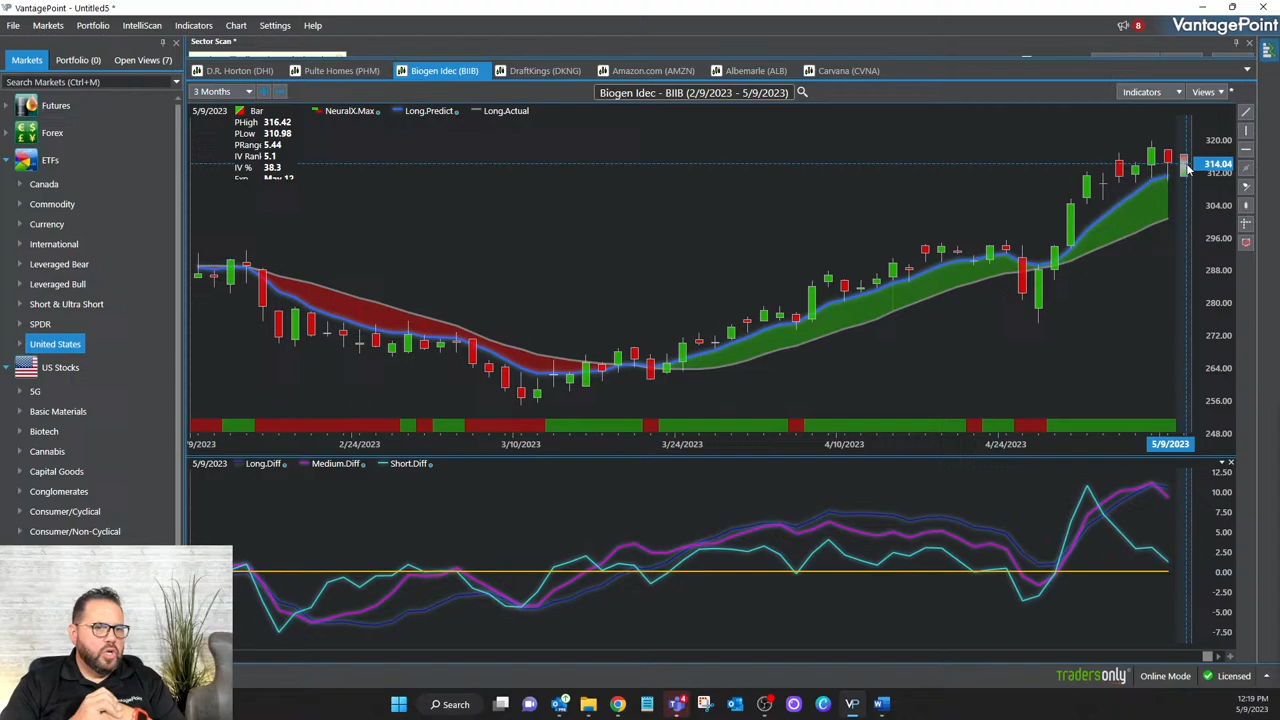 VantagePoint - Untitled5 *
File Markets Portfolio IntelliScan Indicators Chart Settings Help
8
VantagePoint
Sector Scan *
Markets Portfolio (0) Open Views (7)
D.R. Horton (DHI) Pulte Homes (PHM) Biogen Idec (BIIB) DraftKings (DKNG) Amazon.com (AMZN) Albemarle (ALB) Carvana (CVNA)
Search Markets (Ctrl+M)
3 Months
Biogen Idec - BIIB (2/9/2023 - 5/9/2023)
Indicators Views
Futures
Forex
ETFs
Canada
Commodity
Currency
International
Leveraged Bear
Leveraged Bull
Short & Ultra Short
SPDR
United States
US Stocks
5G
Basic Materials
Biotech
Cannabis
Capital Goods
Conglomerates
Consumer/Cyclical
Consumer/Non-Cyclical
5/9/2023 Bar NeuralX.Max Long.Predict Long.Actual
PHigh 316.42
PLow 310.98
PRange 5.44
IV Ran 5.1
IV % 38.3
May 12
320.00
314.04
312.00
304.00
296.00
288.00
280.00
272.00
264.00
256.00
248.00
/9/2023 2/24/2023 3/10/2023 3/24/2023 4/10/2023 4/24/2023 5/9/2023
5/9/2023 Long.Diff Medium.Diff Short.Diff
12.50
10.00
7.50
5.00
2.50
0.00
-2.50
-5.00
-7.50
tradersonly Online Mode Licensed
VantagePoint
Search
4
VP
12:19 PM
5/9/2023